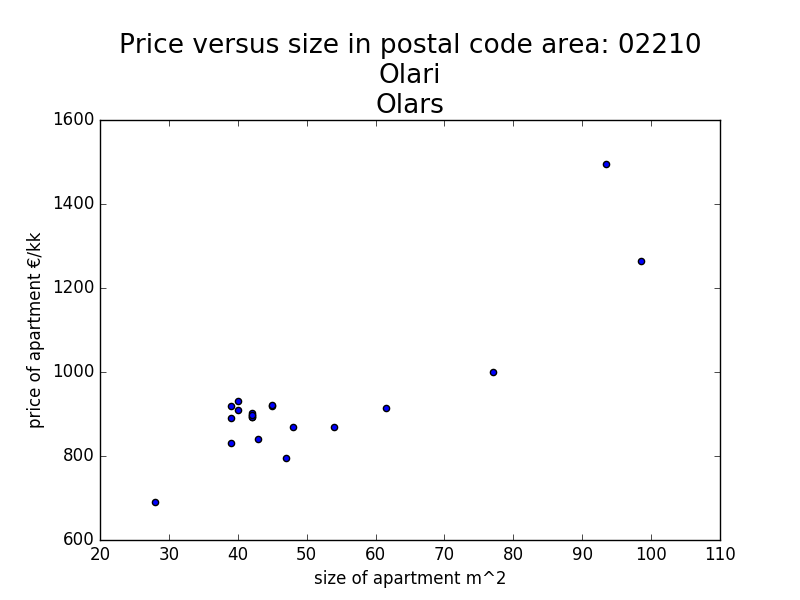 Price versus size in postal code area: 02210
Olari
Olars
1600
1400
1200
1000
800
600
price of apartment €/kk
20 30 40 50 60 70 80 90 100 110
size of apartment m^2